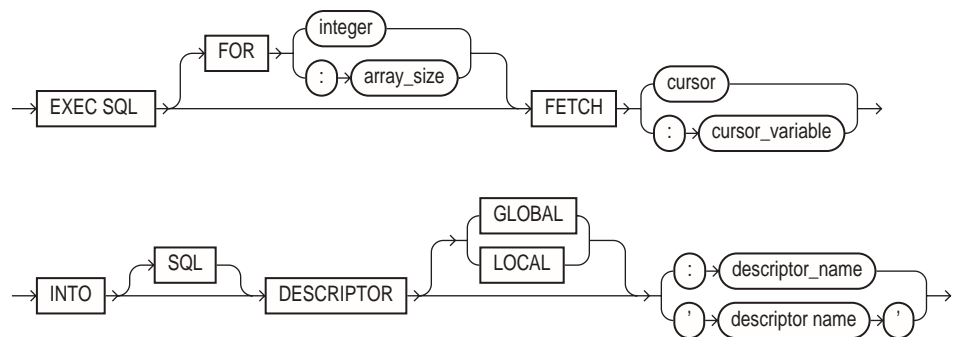 integer
FOR
: array_size
cursor
EXEC SQL
FETCH
: cursor_variable
GLOBAL
SQL
LOCAL
: descriptor_name
INTO
DESCRIPTOR
' descriptor name '